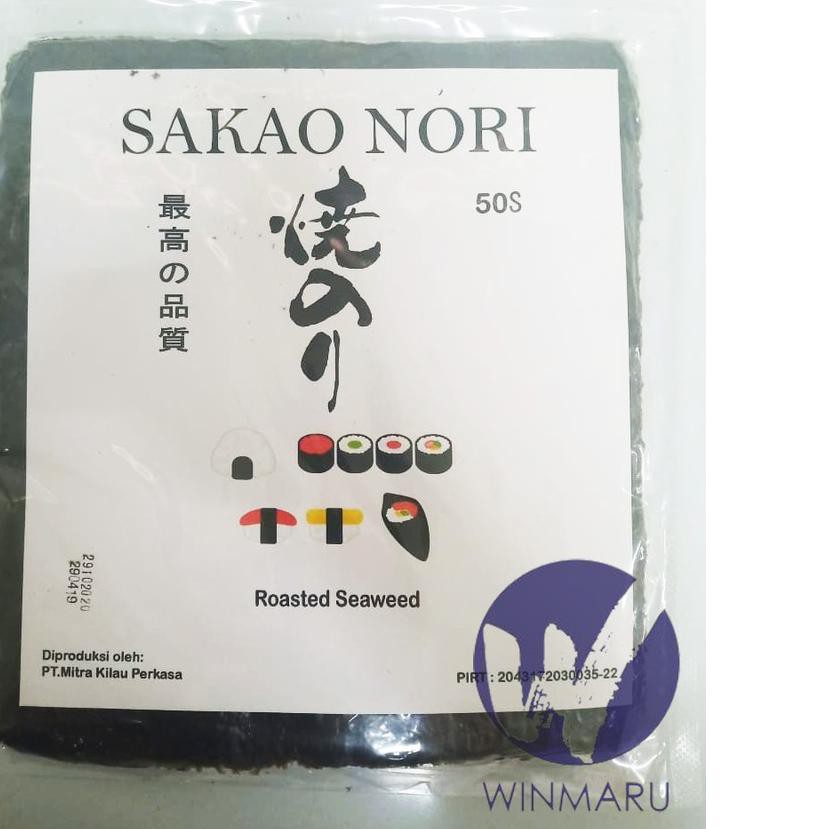 SAKAO NORI
最高の品質
焼のり
50S
Roasted Seaweed
29102020
290419
Diproduksi oleh:
PT.Mitra Kilau Perkasa
PIRT : 2043172030035-22
WINMARU